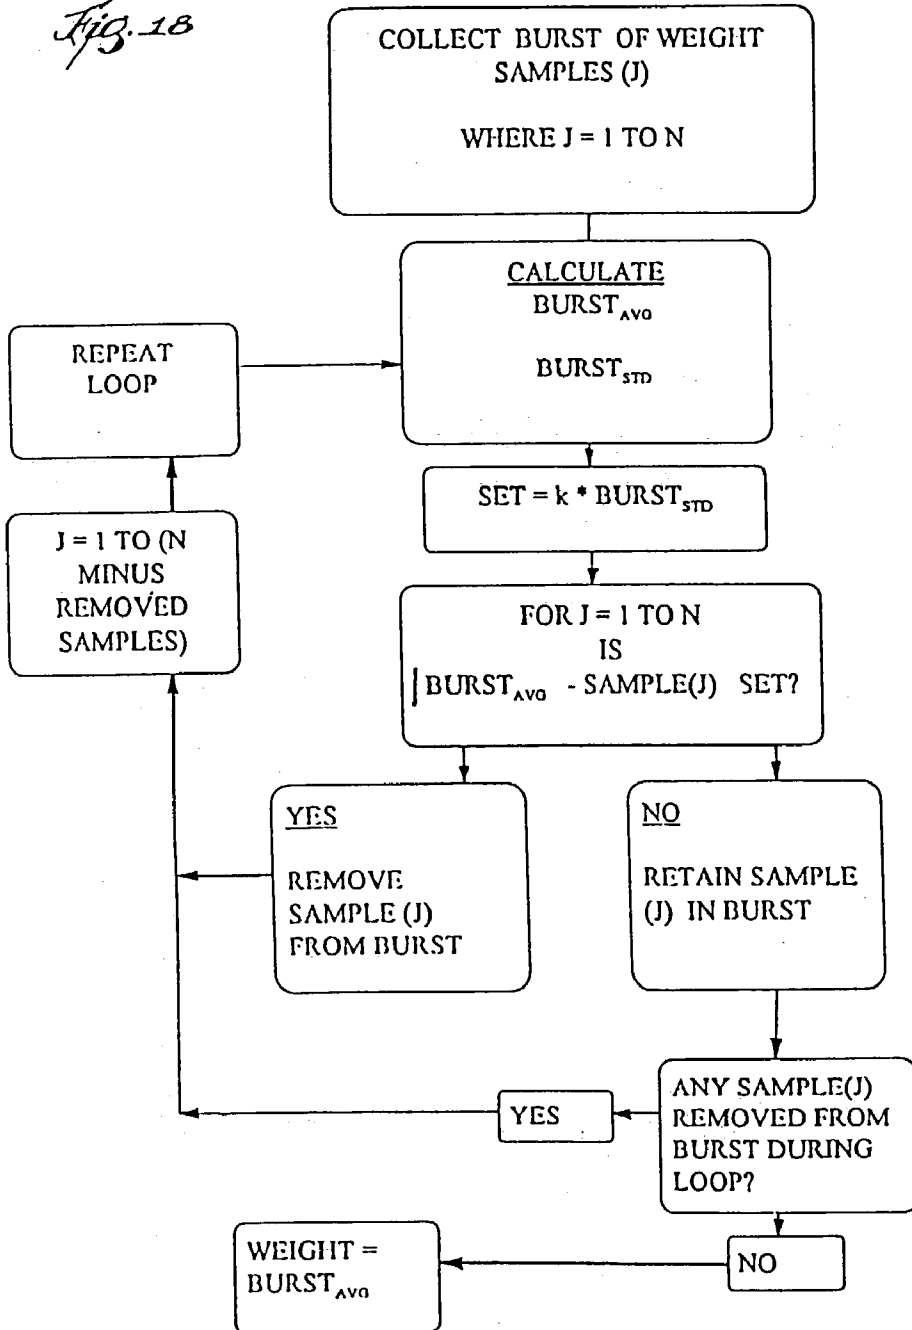 Fig. 18
COLLECT BURST OF WEIGHT
SAMPLES (J)
WHERE J = 1 TO N
CALCULATE
BURST_AVG
BURST_STD
REPEAT
LOOP
SET = k * BURST_STD
J = 1 TO (N
MINUS
REMOVED
SAMPLES)
FOR J = 1 TO N
IS
|BURST_AVG - SAMPLE(J) SET?
YES
REMOVE
SAMPLE (J)
FROM BURST
NO
RETAIN SAMPLE
(J) IN BURST
ANY SAMPLE(J)
REMOVED FROM
BURST DURING
LOOP?
YES
NO
WEIGHT =
BURST_AVG